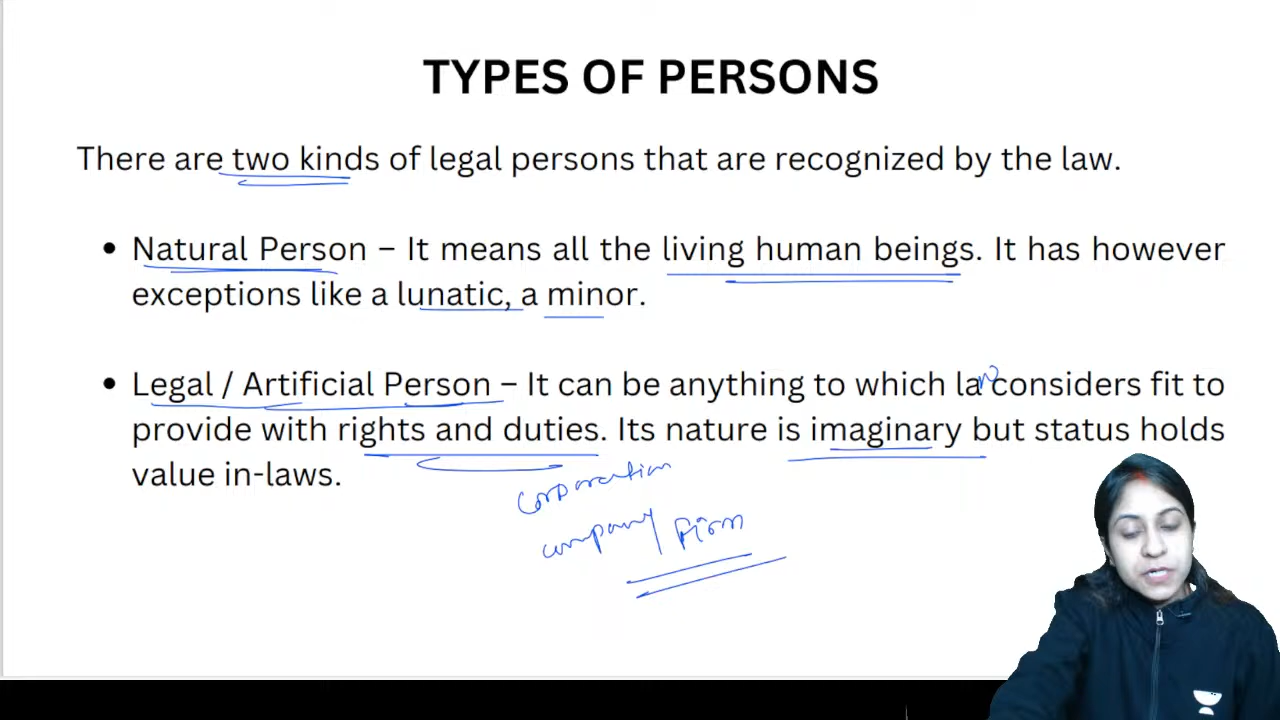 TYPES OF PERSONS
There are two kinds of legal persons that are recognized by the law.
• Natural Person – It means all the living human beings. It has however
exceptions like a lunatic, a minor.
• Legal / Artificial Person – It can be anything to which law considers fit to
provide with rights and duties. Its nature is imaginary but status holds
value in-laws.
Corporation
company / Firm